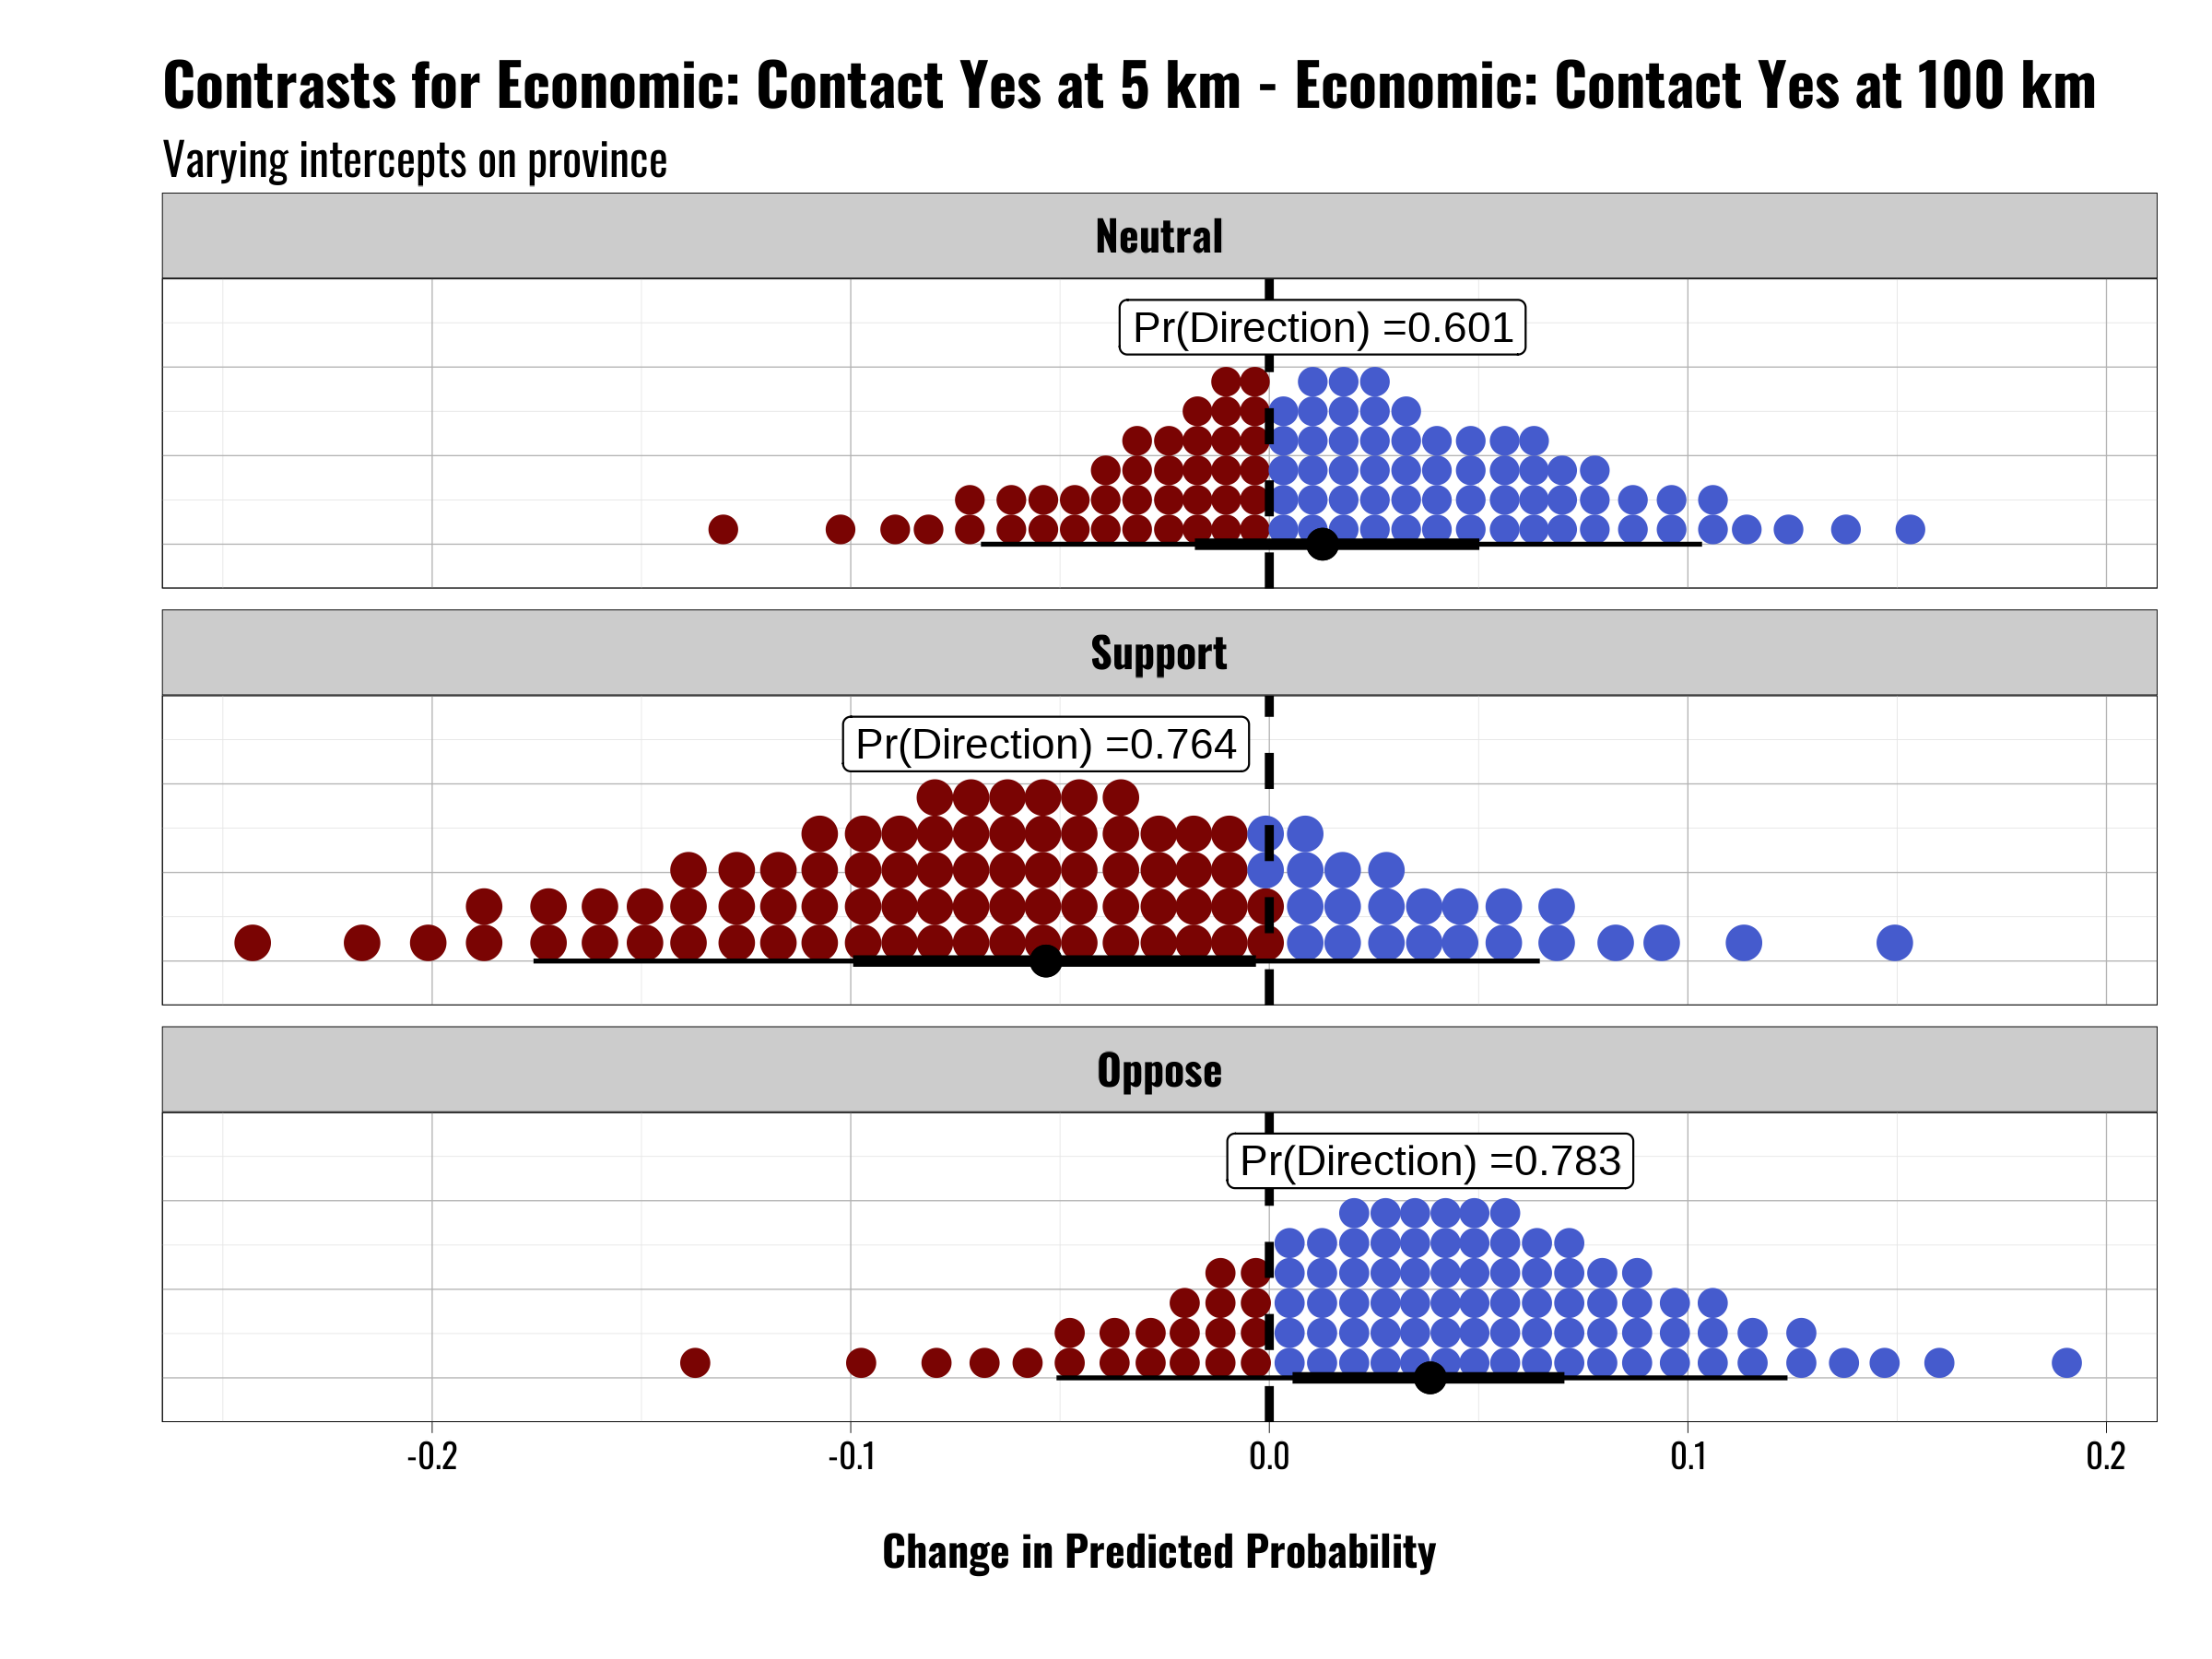 Contrasts for Economic: Contact Yes at 5 km - Economic: Contact Yes at 100 km
Varying intercepts on province
Neutral
Pr(Direction) =0.601
Support
Pr(Direction) =0.764
Oppose
Pr(Direction) =0.783
-0.2 -0.1 0.0 0.1 0.2
Change in Predicted Probability